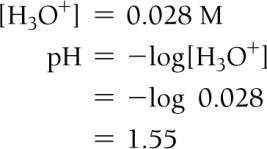 [H₃O⁺] = 0.028 M
pH = −log[H₃O⁺]
= −log 0.028
= 1.55